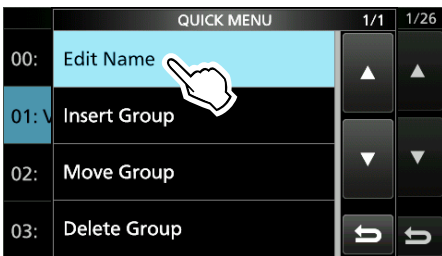 QUICK MENU 1/1 1/26
00: Edit Name
01: V Insert Group
02: Move Group
03: Delete Group